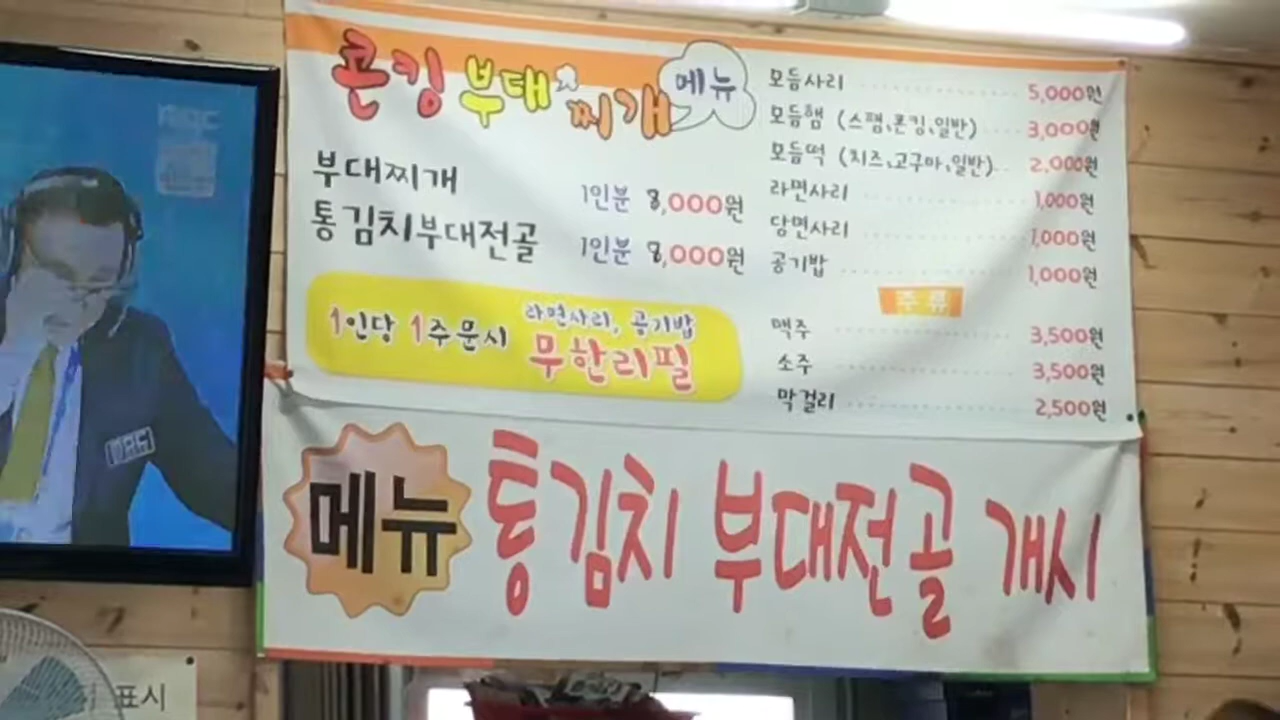 콘킹 부대찌개 메뉴
부대찌개 1인분 8,000원
통김치부대전골 1인분 8,000원
1인당 1주문시 라면사리, 공기밥
무한리필
모듬사리 5,000원
모듬햄 (스팸,콘킹,일반) 3,000원
모듬떡 (치즈,고구마,일반) 2,000원
라면사리 1,000원
당면사리 1,000원
공기밥 1,000원
주류
맥주 3,500원
소주 3,500원
막걸리 2,500원
메뉴 통김치 부대전골 개시
표시
MBC